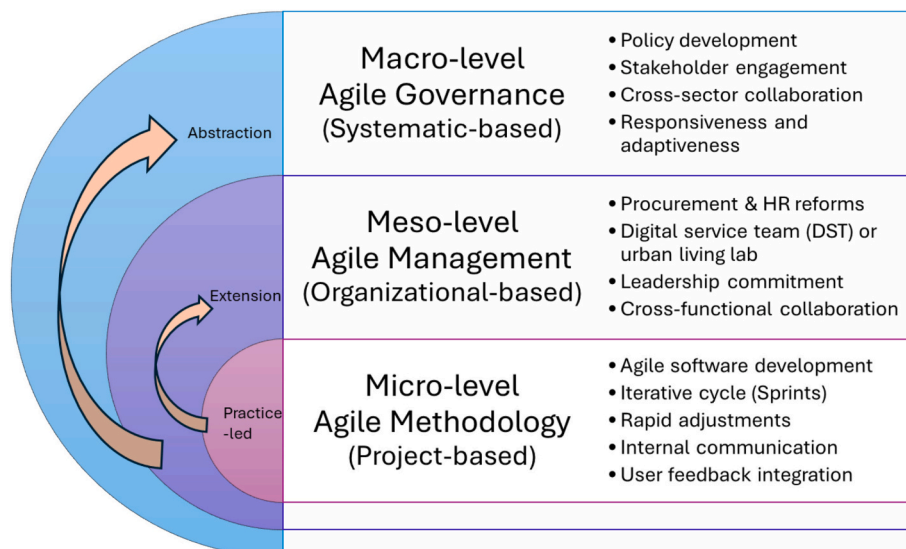 Macro-level
Agile Governance
(Systematic-based)
• Policy development
• Stakeholder engagement
• Cross-sector collaboration
• Responsiveness and
adaptiveness
Abstraction
Meso-level
Agile Management
(Organizational-based)
• Procurement & HR reforms
• Digital service team (DST) or
urban living lab
• Leadership commitment
• Cross-functional collaboration
Extension
Micro-level
Agile Methodology
(Project-based)
• Agile software development
• Iterative cycle (Sprints)
• Rapid adjustments
• Internal communication
• User feedback integration
Practice
-led